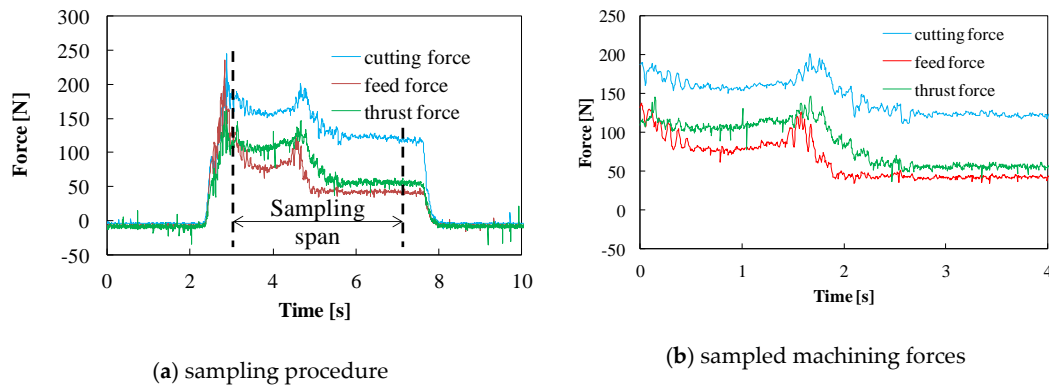 300
250
200
150
100
50
0
-50
Force [N]
cutting force
feed force
thrust force
Sampling
span
0 2 4 6 8 10
Time [s]
(a) sampling procedure
250
200
150
100
50
0
-50
Force [N]
cutting force
feed force
thrust force
0 1 2 3 4
Time [s]
(b) sampled machining forces